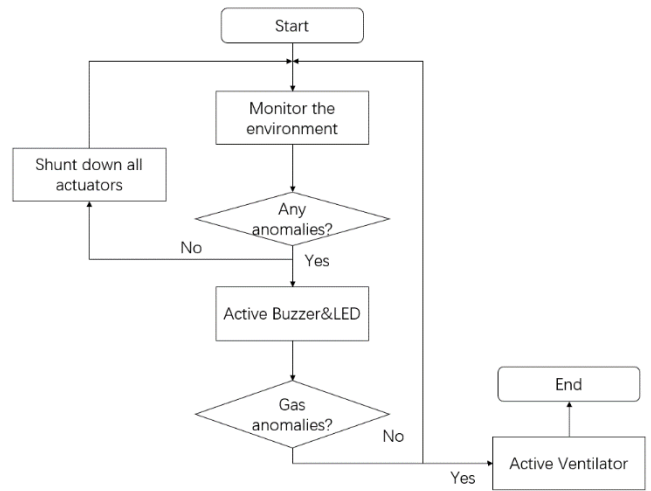 Start
Monitor the
environment
Shunt down all
actuators
Any
anomalies?
No
Yes
Active Buzzer&LED
End
Gas
anomalies?
No
Active Ventilator
Yes